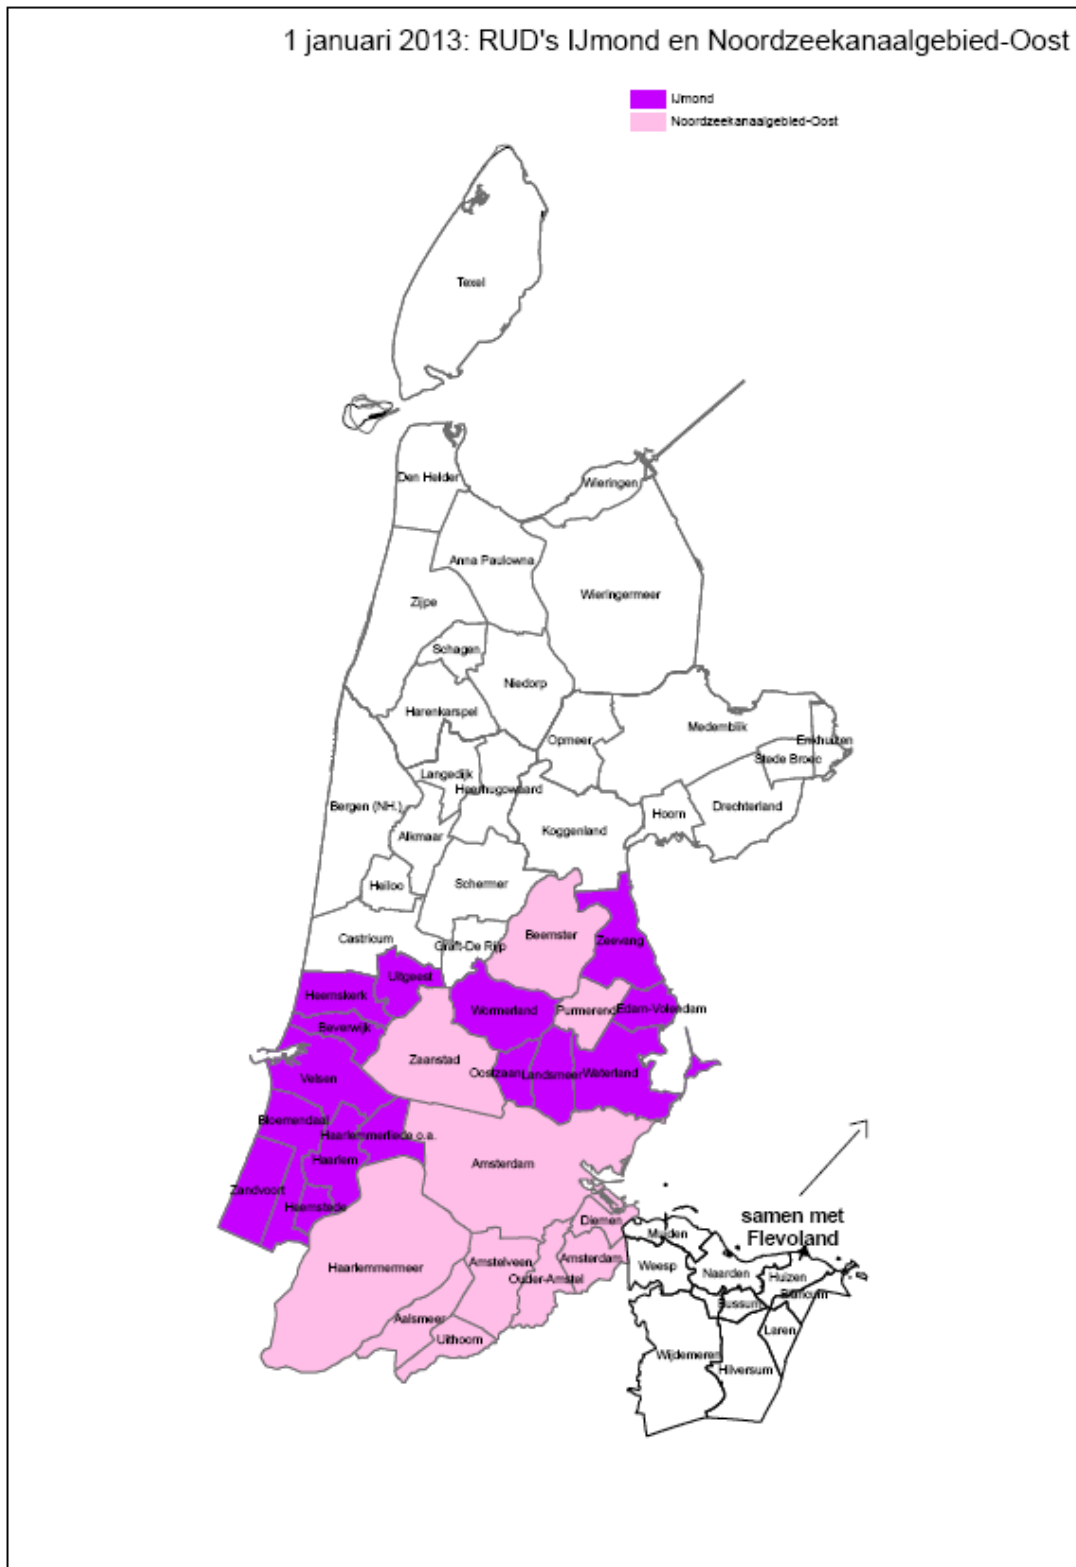 1 januari 2013: RUD's IJmond en Noordzeekanaalgebied-Oost
IJmond
Noordzeekanaalgebied-Oost
Texel
Den Helder
Wieringen
Anna Paulowna
Wieringermeer
Zijpe
Schagen
Niedorp
Harenkarspel
Medemblik
Opmeer
Enkhuizen
Stede Broec
Langedijk
Heerhugowaard
Bergen (NH.)
Drechterland
Hoorn
Koggenland
Alkmaar
Heiloo
Schermer
Beemster
Castricum
Graft-De Rijp
Zeevang
Uitgeest
Heemskerk
Wormerland
Purmerend
Edam-Volendam
Beverwijk
Zaanstad
Oostzaan
Landsmeer
Waterland
Velsen
Bloemendaal
Haarlemmerliede c.a.
Haarlem
Amsterdam
Zandvoort
Heemstede
samen met
Flevoland
Diemen
Muiden
Haarlemmermeer
Amstelveen
Amsterdam
Ouder-Amstel
Weesp
Naarden
Huizen
Blaricum
Bussum
Aalsmeer
Uithoorn
Laren
Wijdemeren
Hilversum